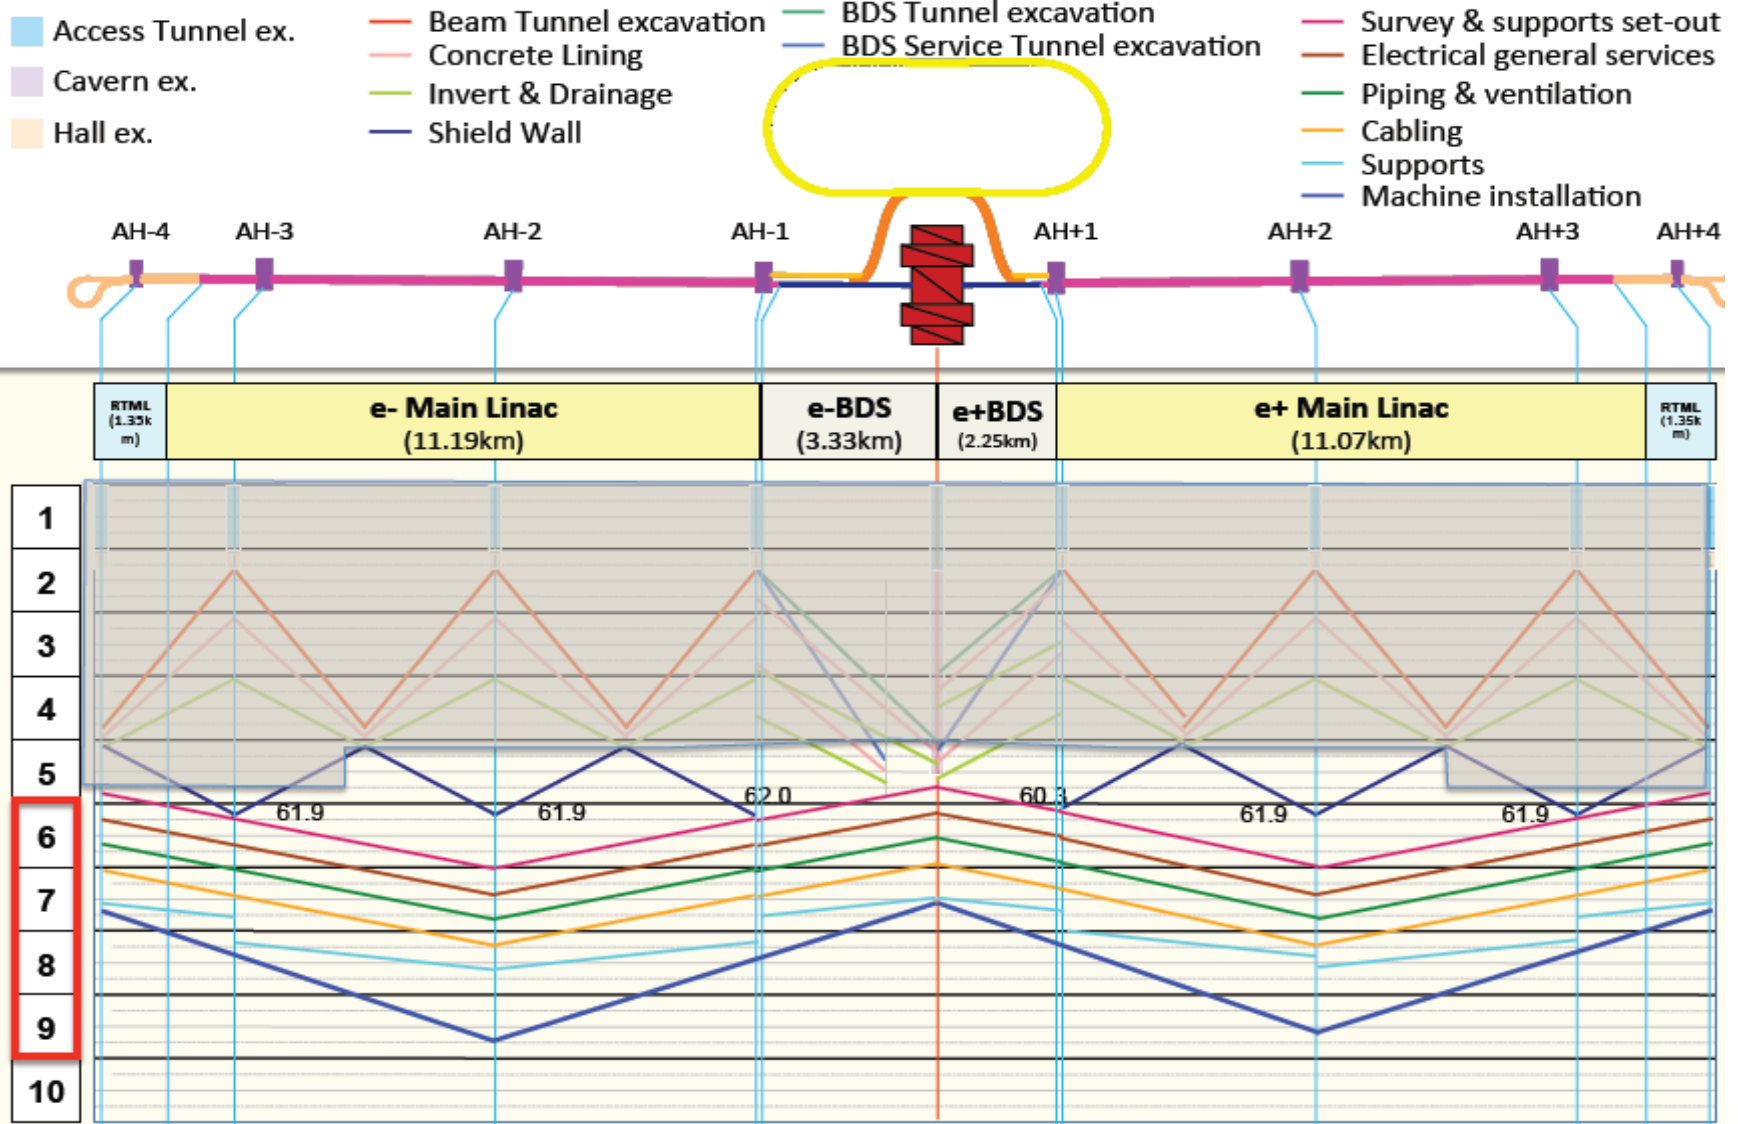 Access Tunnel ex.
Cavern ex.
Hall ex.
Beam Tunnel excavation
Concrete Lining
Invert & Drainage
Shield Wall
BDS Tunnel excavation
BDS Service Tunnel excavation
Survey & supports set-out
Electrical general services
Piping & ventilation
Cabling
Supports
Machine installation
AH-4
AH-3
AH-2
AH-1
AH+1
AH+2
AH+3
AH+4
RTML
(1.35k
m)
e- Main Linac
(11.19km)
e-BDS
(3.33km)
e+BDS
(2.25km)
e+ Main Linac
(11.07km)
RTML
(1.35k
m)
1
2
3
4
5
6
7
8
9
10
61.9
61.9
62.0
60.3
61.9
61.9